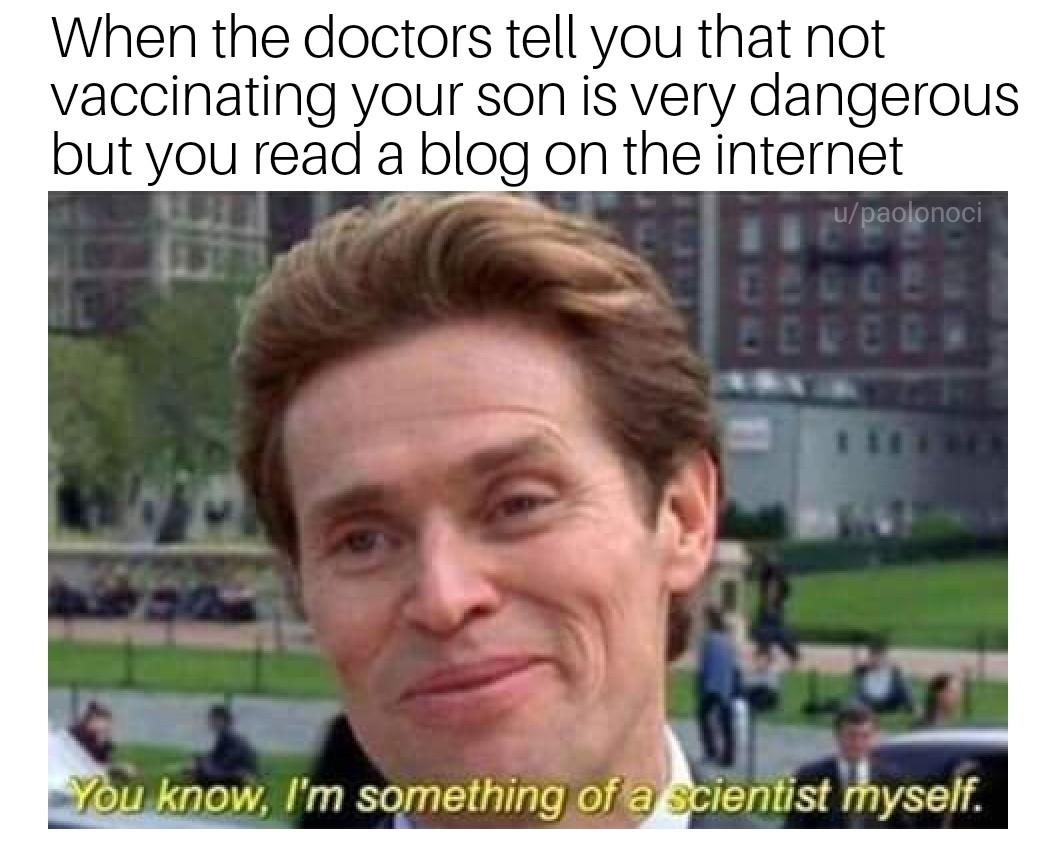 When the doctors tell you that not
vaccinating your son is very dangerous
but you read a blog on the internet
u/paolonoci
You know, I'm something of a scientist myself.